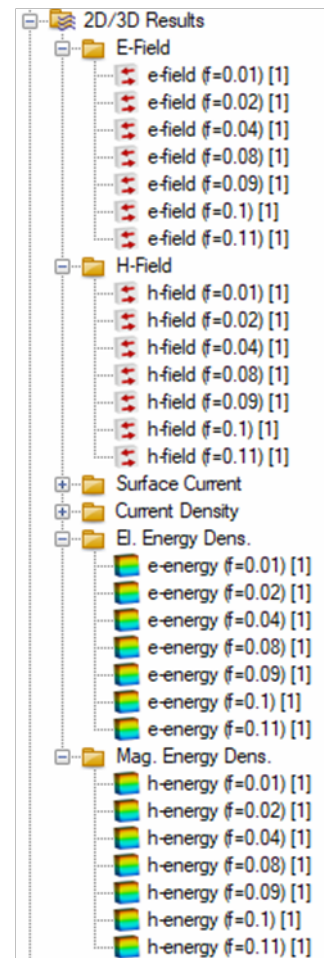 2D/3D Results
E-Field
e-field (f=0.01) [1]
e-field (f=0.02) [1]
e-field (f=0.04) [1]
e-field (f=0.08) [1]
e-field (f=0.09) [1]
e-field (f=0.1) [1]
e-field (f=0.11) [1]
H-Field
h-field (f=0.01) [1]
h-field (f=0.02) [1]
h-field (f=0.04) [1]
h-field (f=0.08) [1]
h-field (f=0.09) [1]
h-field (f=0.1) [1]
h-field (f=0.11) [1]
Surface Current
Current Density
El. Energy Dens.
e-energy (f=0.01) [1]
e-energy (f=0.02) [1]
e-energy (f=0.04) [1]
e-energy (f=0.08) [1]
e-energy (f=0.09) [1]
e-energy (f=0.1) [1]
e-energy (f=0.11) [1]
Mag. Energy Dens.
h-energy (f=0.01) [1]
h-energy (f=0.02) [1]
h-energy (f=0.04) [1]
h-energy (f=0.08) [1]
h-energy (f=0.09) [1]
h-energy (f=0.1) [1]
h-energy (f=0.11) [1]